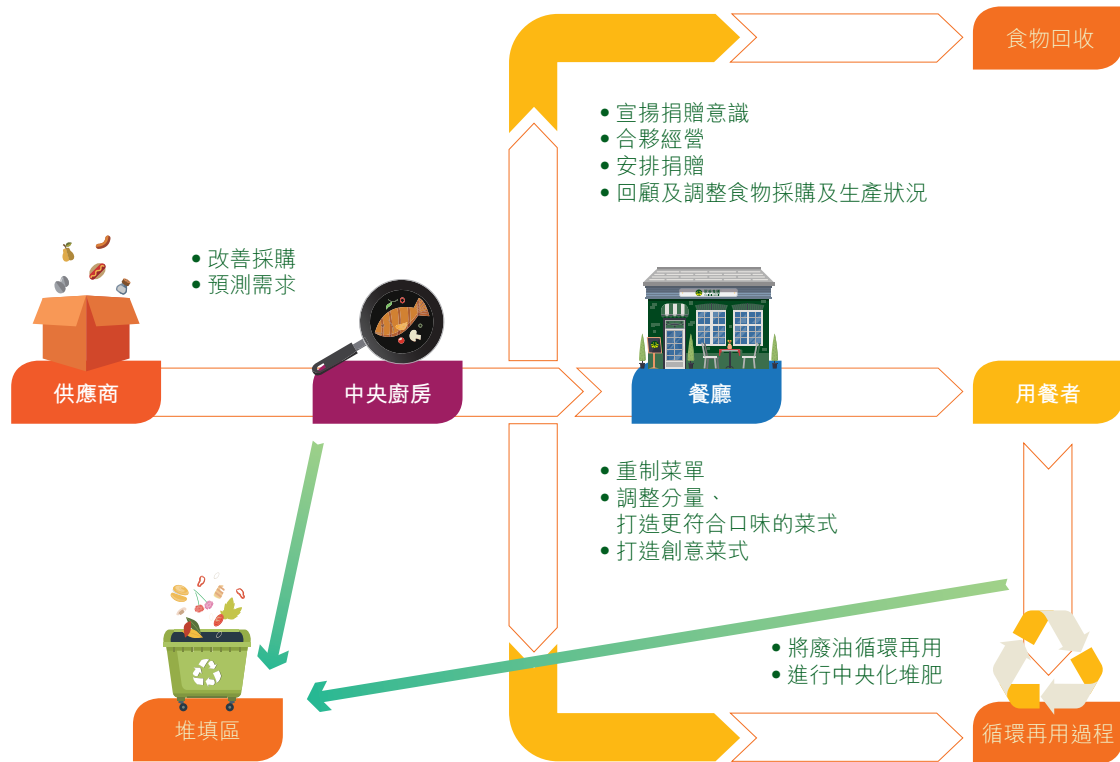 食物回收
• 宣揚捐贈意識
• 合夥經營
• 安排捐贈
• 回顧及調整食物採購及生產狀況
• 改善採購
• 預測需求
供應商
中央廚房
餐廳
用餐者
• 重制菜單
• 調整分量、
打造更符合口味的菜式
• 打造創意菜式
• 將廢油循環再用
• 進行中央化堆肥
堆填區
循環再用過程